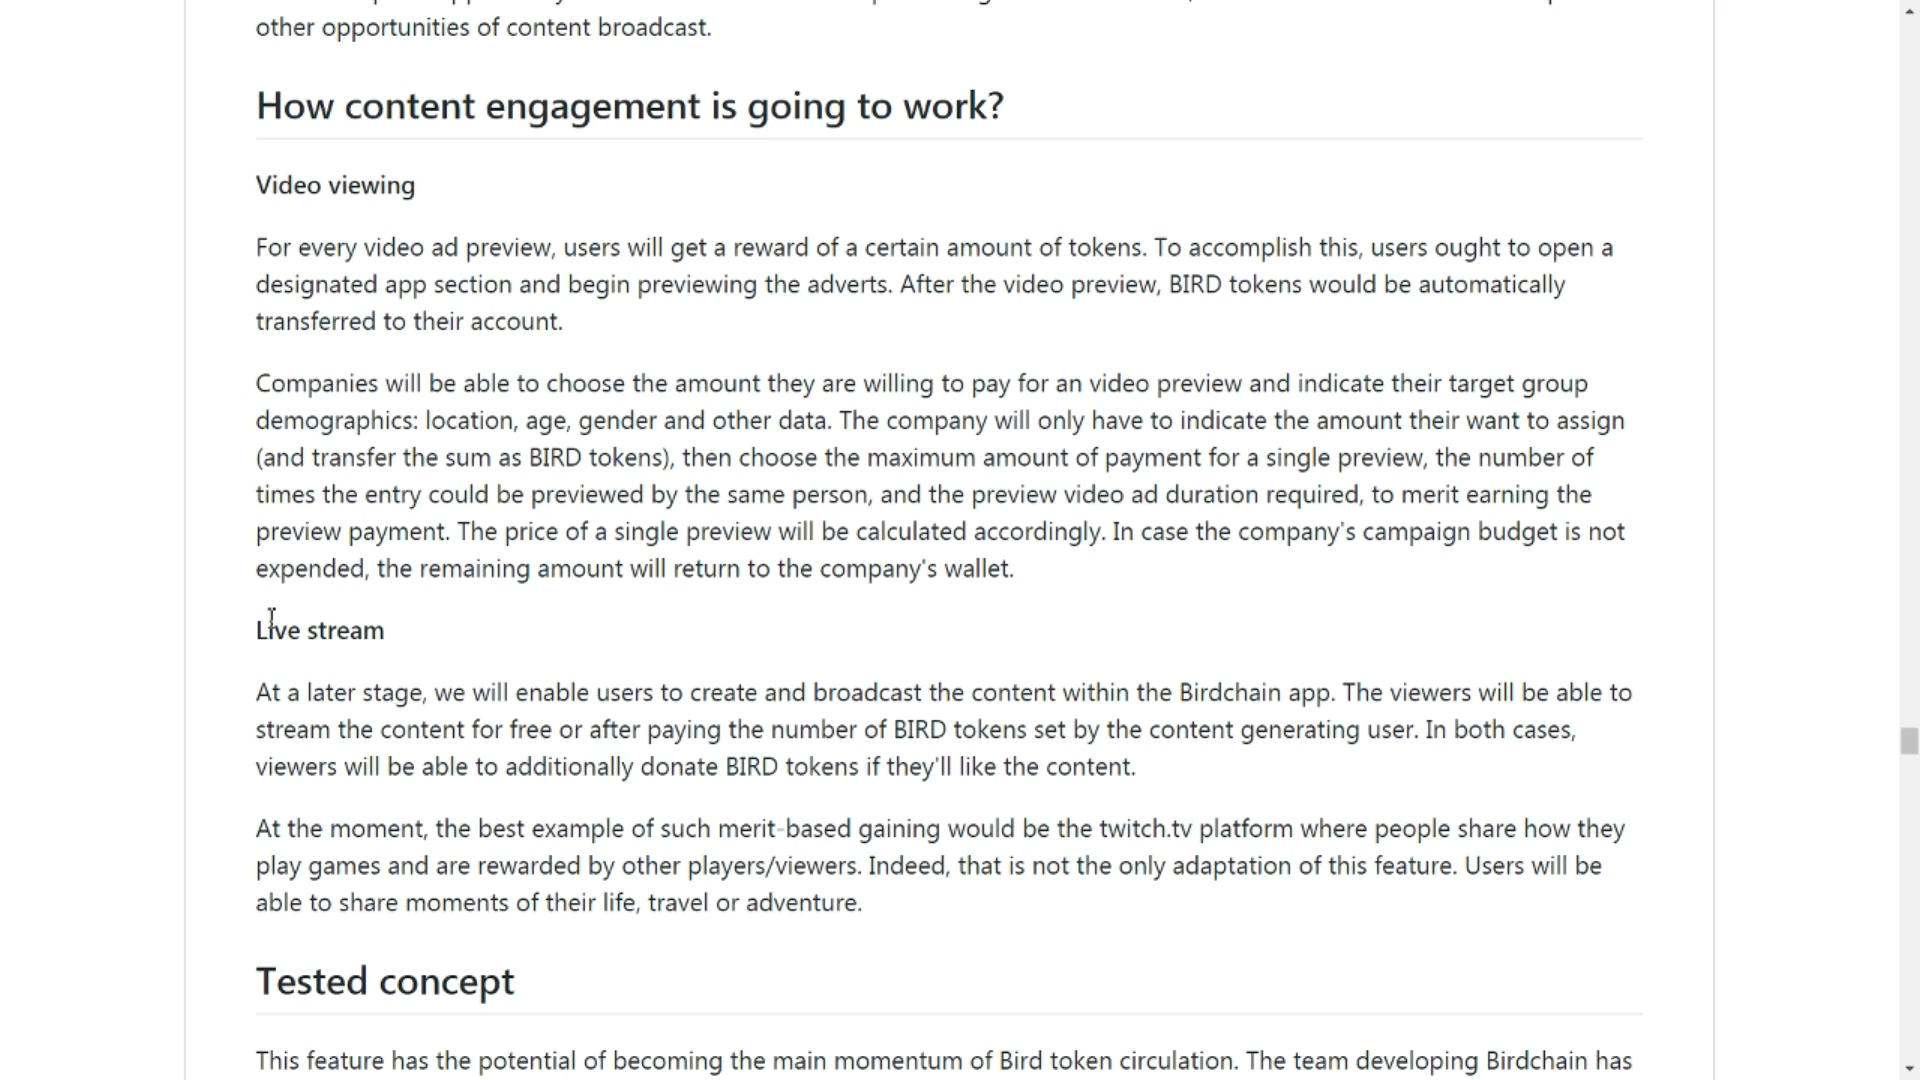 other opportunities of content broadcast.
How content engagement is going to work?
Video viewing
For every video ad preview, users will get a reward of a certain amount of tokens. To accomplish this, users ought to open a
designated app section and begin previewing the adverts. After the video preview, BIRD tokens would be automatically
transferred to their account.
Companies will be able to choose the amount they are willing to pay for an video preview and indicate their target group
demographics: location, age, gender and other data. The company will only have to indicate the amount their want to assign
(and transfer the sum as BIRD tokens), then choose the maximum amount of payment for a single preview, the number of
times the entry could be previewed by the same person, and the preview video ad duration required, to merit earning the
preview payment. The price of a single preview will be calculated accordingly. In case the company's campaign budget is not
expended, the remaining amount will return to the company's wallet.
Live stream
At a later stage, we will enable users to create and broadcast the content within the Birdchain app. The viewers will be able to
stream the content for free or after paying the number of BIRD tokens set by the content generating user. In both cases,
viewers will be able to additionally donate BIRD tokens if they'll like the content.
At the moment, the best example of such merit-based gaining would be the twitch.tv platform where people share how they
play games and are rewarded by other players/viewers. Indeed, that is not the only adaptation of this feature. Users will be
able to share moments of their life, travel or adventure.
Tested concept
This feature has the potential of becoming the main momentum of Bird token circulation. The team developing Birdchain has